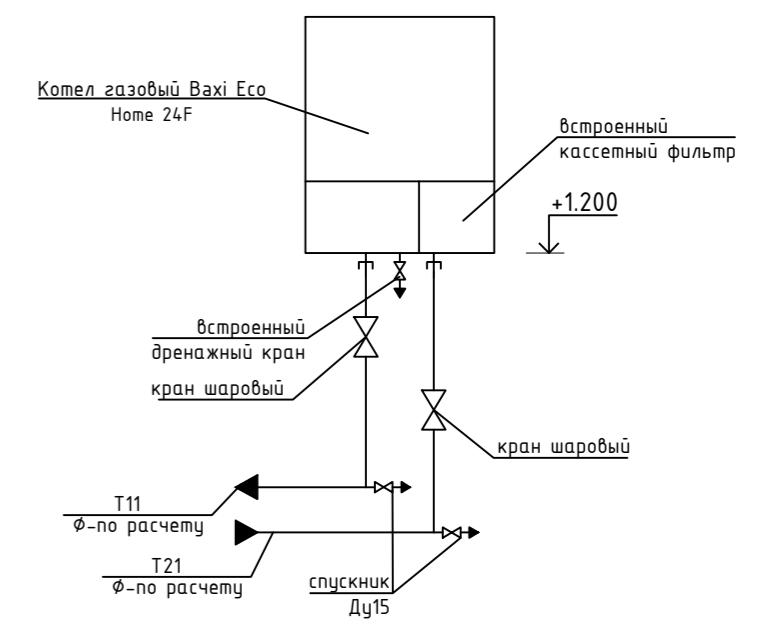 Котел газовый Baxi Eco
Home 24F
встроенный
кассетный фильтр
+1.200
встроенный
дренажный кран
кран шаровый
кран шаровый
Т11
Ф-по расчету
Т21
Ф-по расчету
спускник
Ду15